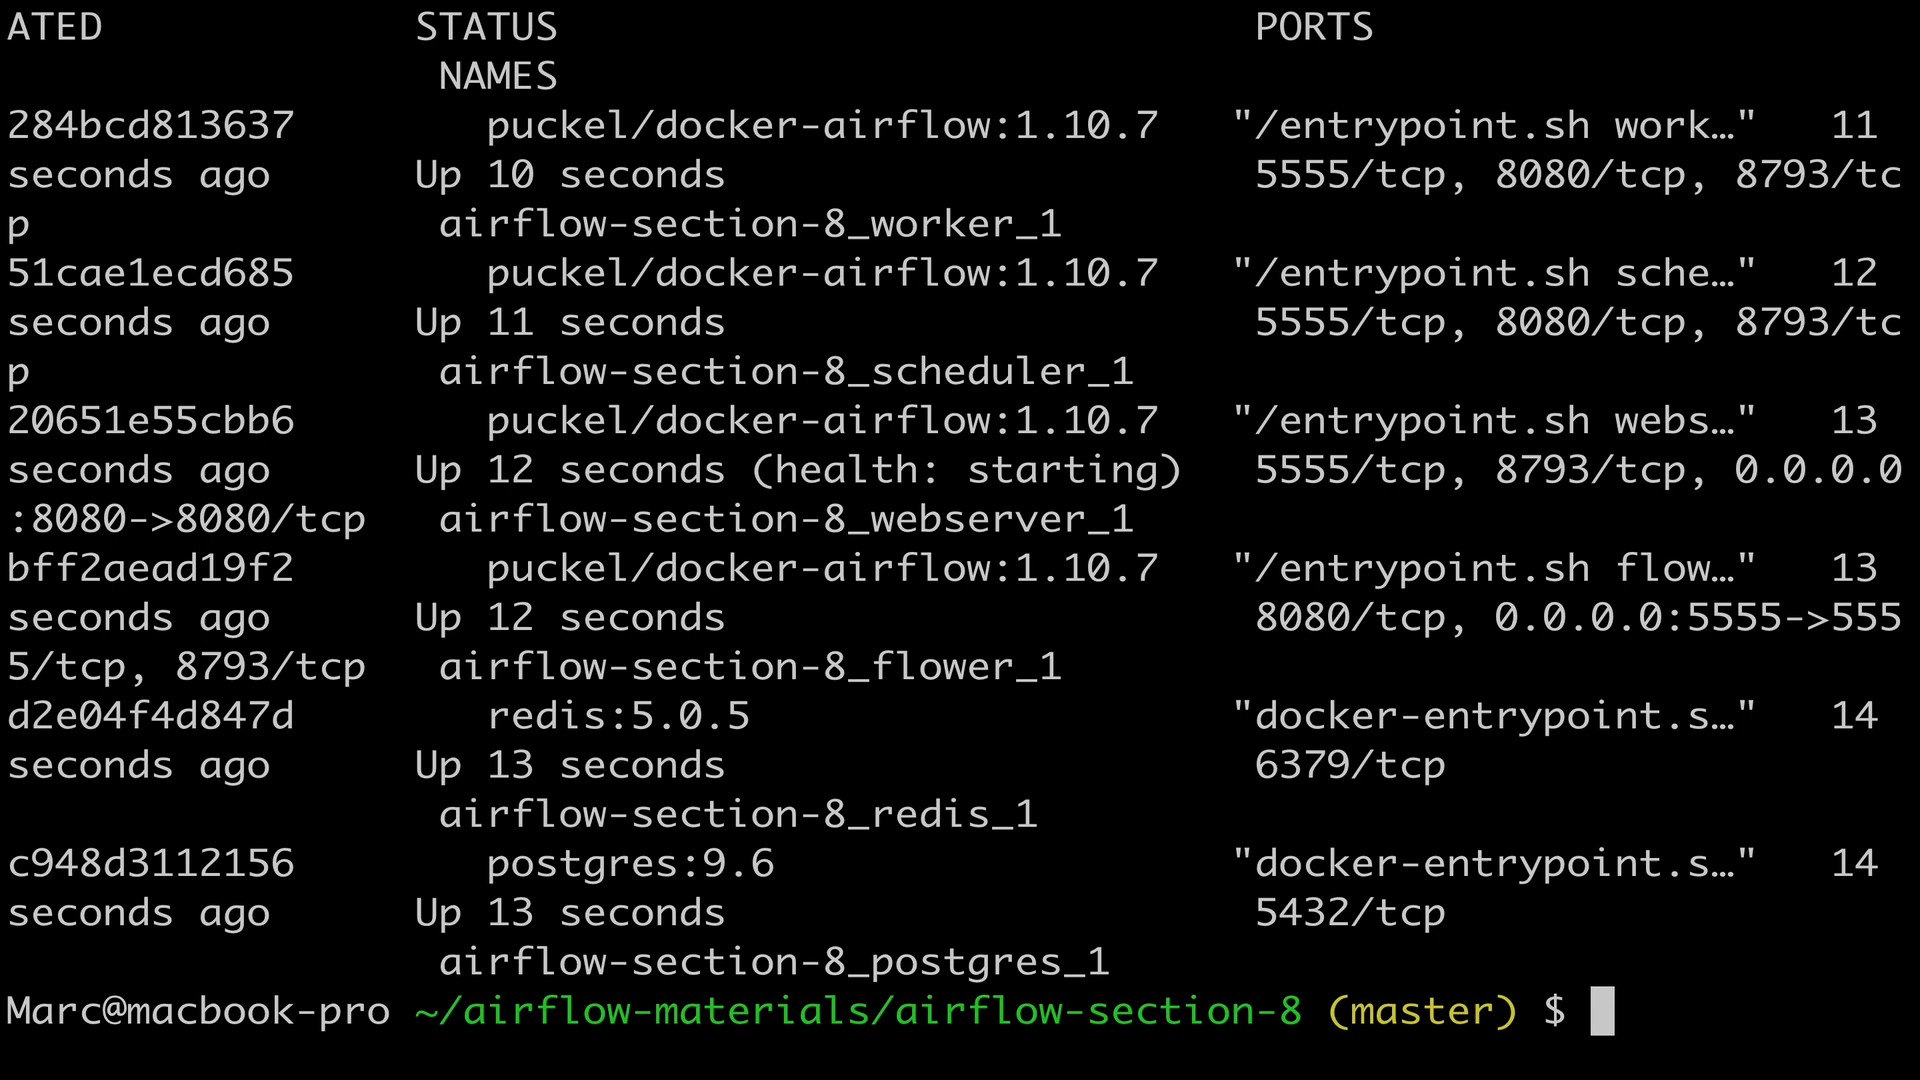 ATED             STATUS                             PORTS
                  NAMES
284bcd813637        puckel/docker-airflow:1.10.7   "/entrypoint.sh work…"   11
seconds ago      Up 10 seconds                      5555/tcp, 8080/tcp, 8793/tc
p                 airflow-section-8_worker_1
51cae1ecd685        puckel/docker-airflow:1.10.7   "/entrypoint.sh sche…"   12
seconds ago      Up 11 seconds                      5555/tcp, 8080/tcp, 8793/tc
p                 airflow-section-8_scheduler_1
20651e55cbb6        puckel/docker-airflow:1.10.7   "/entrypoint.sh webs…"   13
seconds ago      Up 12 seconds (health: starting)   5555/tcp, 8793/tcp, 0.0.0.0
:8080->8080/tcp   airflow-section-8_webserver_1
bff2aead19f2        puckel/docker-airflow:1.10.7   "/entrypoint.sh flow…"   13
seconds ago      Up 12 seconds                      8080/tcp, 0.0.0.0:5555->555
5/tcp, 8793/tcp   airflow-section-8_flower_1
d2e04f4d847d        redis:5.0.5                    "docker-entrypoint.s…"   14
seconds ago      Up 13 seconds                      6379/tcp
                  airflow-section-8_redis_1
c948d3112156        postgres:9.6                   "docker-entrypoint.s…"   14
seconds ago      Up 13 seconds                      5432/tcp
                  airflow-section-8_postgres_1
Marc@macbook-pro ~/airflow-materials/airflow-section-8 (master) $